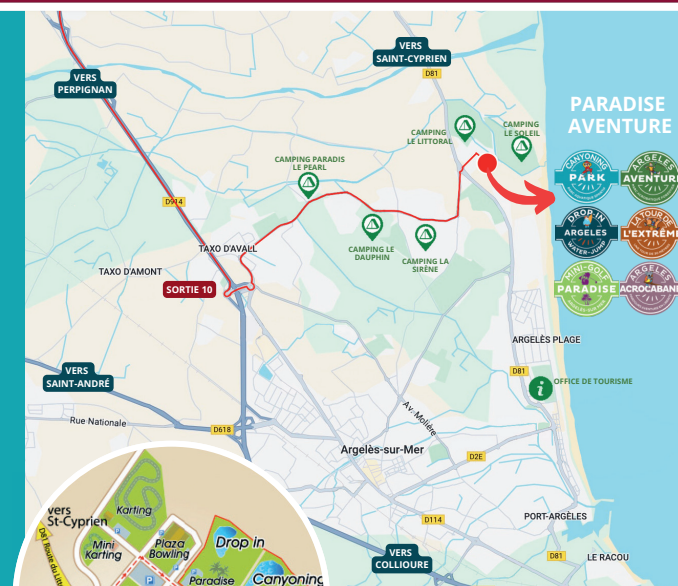 VERS
SAINT-CYPRIEN
D81
VERS
PERPIGNAN
PARADISE
AVENTURE
CAMPING
LE LITTORAL
CAMPING
LE SOLEIL
CAMPING PARADIS
LE PEARL
CANYONING
PARK
ARGELES
AVENTURE
D914
DROP IN
ARGELES
WATER-JUMP
LA TOUR DE
L'EXTRÊME
TAXO D'AVALL
CAMPING LE
DAUPHIN
CAMPING LA
SIRÈNE
TAXO D'AMONT
SORTIE 10
MINI-GOLF
PARADISE
ARGELES
ACROCABANE
ARGELÈS PLAGE
VERS
SAINT-ANDRÉ
D81
OFFICE DE TOURISME
Rue Nationale
D618
Av. Molière
Argelès-sur-Mer
D2E
vers
St-Cyprien
Karting
D114
PORT-ARGELÈS
Mini
Karting
Plaza
Bowling
Drop in
VERS
COLLIOURE
D81
LE RACOU
D81 Route du Litt
P
Paradise
Canyoning